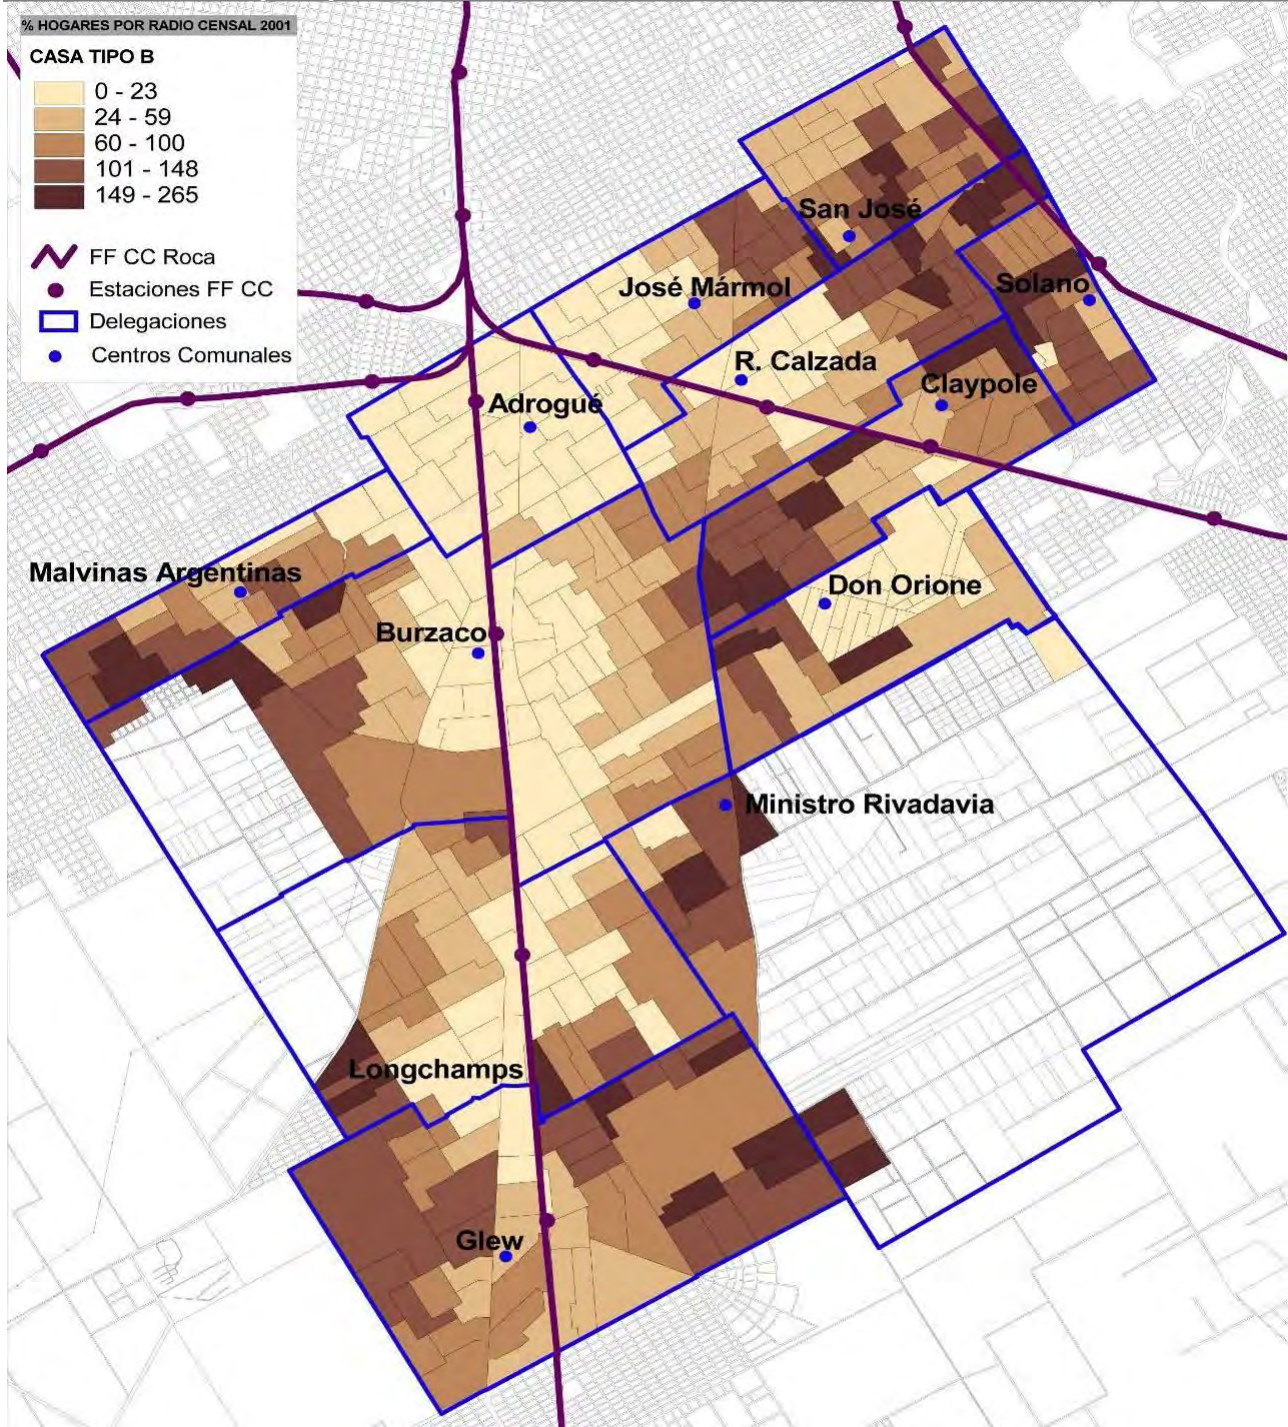 % HOGARES POR RADIO CENSAL 2001
CASA TIPO B
0 - 23
24 - 59
60 - 100
101 - 148
149 - 265
FF CC Roca
Estaciones FF CC
Delegaciones
Centros Comunales
San José
José Mármol
Solano
R. Calzada
Claypole
Adrogué
Malvinas Argentinas
Don Orione
Burzaco
Ministro Rivadavia
Longchamps
Glew